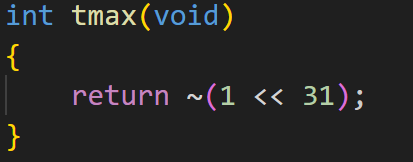 int tmax(void)
{
    return ~(1 << 31);
}